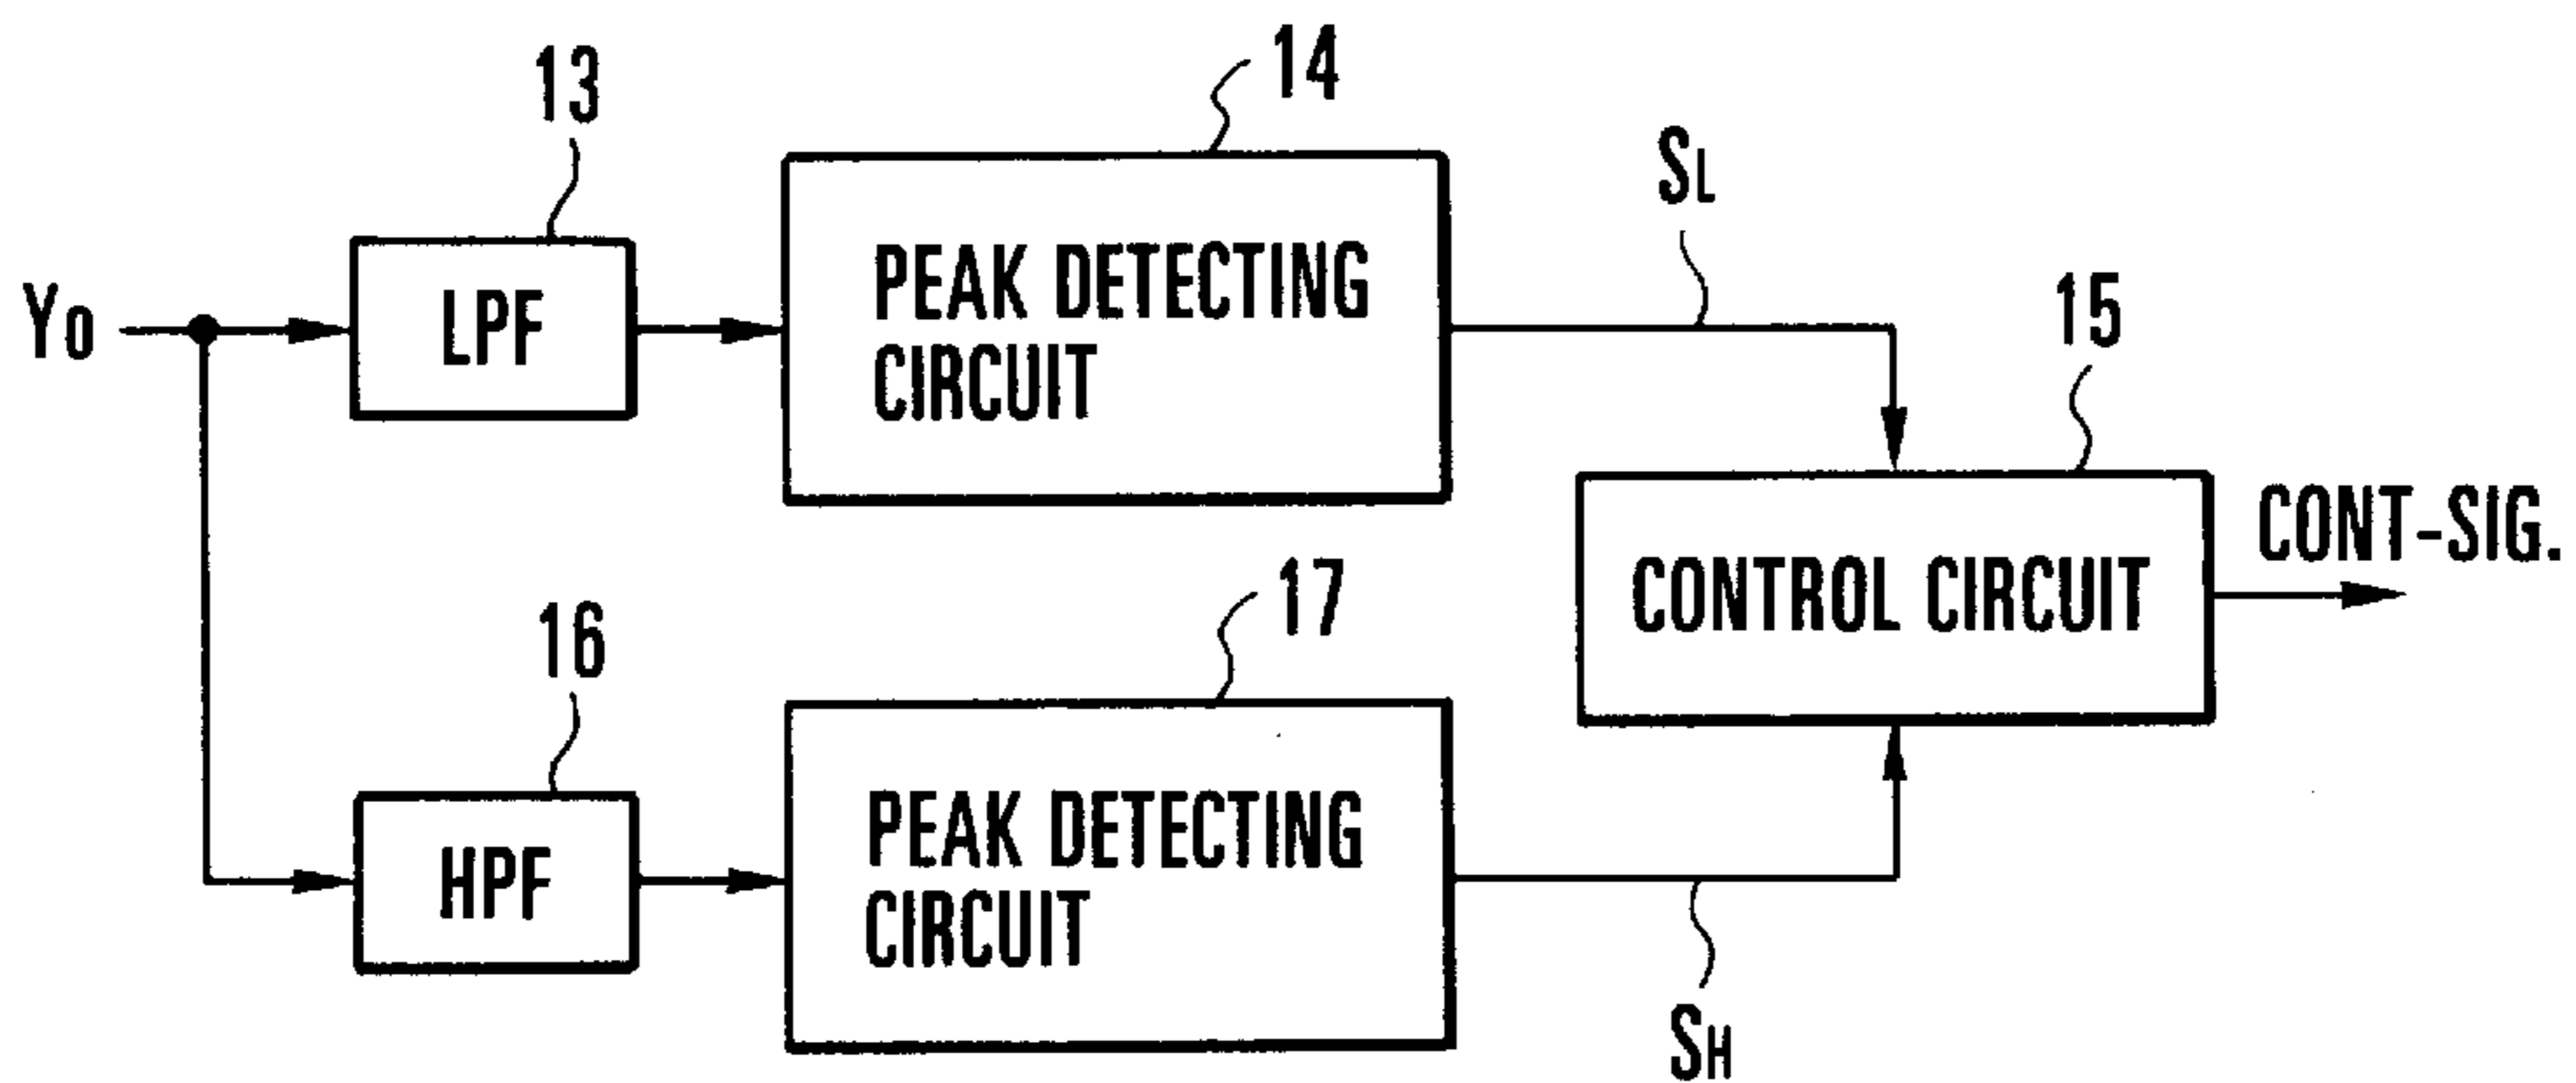 13
14
SL
Y0
LPF
PEAK DETECTING
CIRCUIT
15
CONT-SIG.
CONTROL CIRCUIT
16
17
HPF
PEAK DETECTING
CIRCUIT
SH